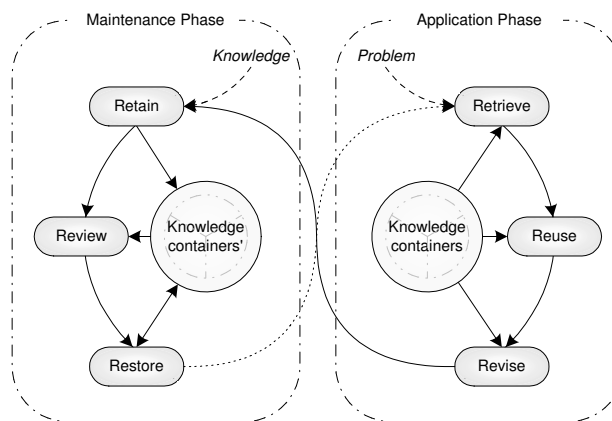 Maintenance Phase
Application Phase
Knowledge
Problem
Retain
Retrieve
Knowledge
containers'
Review
Knowledge
containers
Reuse
Restore
Revise